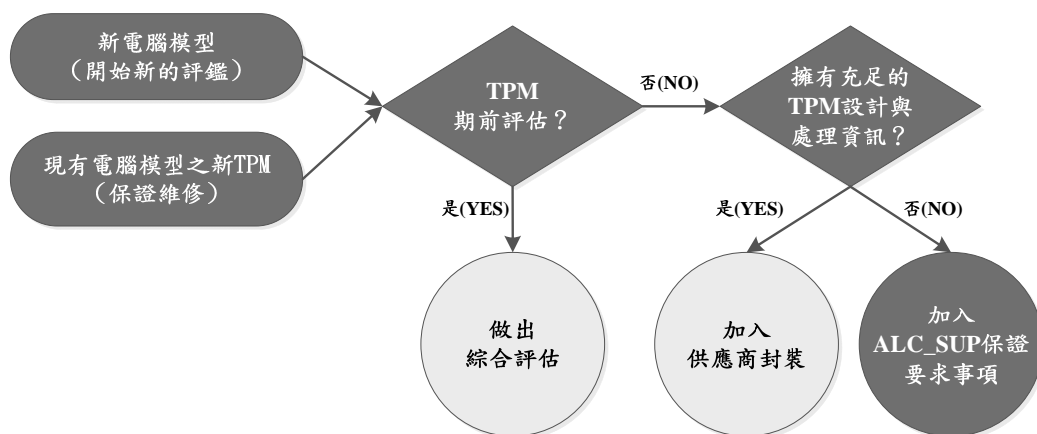 新電腦模型
（開始新的評鑑）
現有電腦模型之新TPM
（保證維修）
TPM
期前評估？
否(NO)
擁有充足的
TPM設計與
處理資訊？
是(YES)
是(YES)
否(NO)
做出
綜合評估
加入
供應商封裝
加入
ALC_SUP保證
要求事項